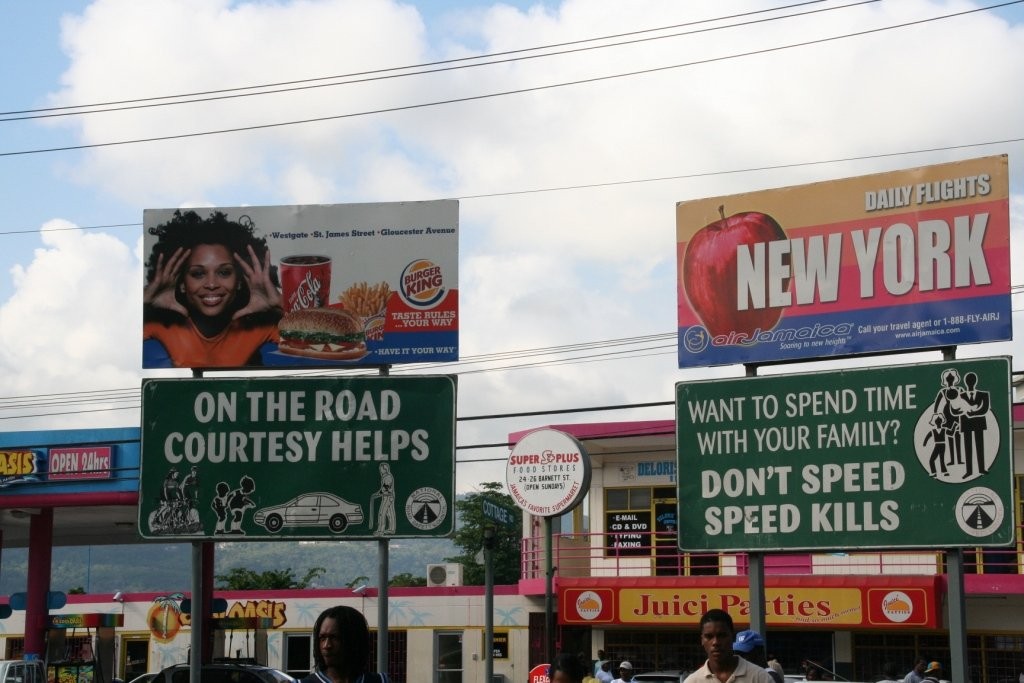 •Westgate •St. James Street •Gloucester Avenue
Coca-Cola
BURGER
KING
TASTE RULES
...YOUR WAY
•HAVE IT YOUR WAY
ON THE ROAD
COURTESY HELPS
DAILY FLIGHTS
NEW YORK
airJamaica
Soaring to new heights
Call your travel agent or 1-888-FLY-AIRJ
www.airjamaica.com
WANT TO SPEND TIME
WITH YOUR FAMILY?
DON'T SPEED
SPEED KILLS
ASIS
OPEN 24hrs
SUPER PLUS
FOOD STORES
24-26 BARNETT ST.
(OPEN SUNDAYS)
JAMAICA'S FAVORITE SUPERMARKET
COTTAGE
DELORIS
E-MAIL
CD & DVD
TYPING
FAXING
OASIS
Juici Patties